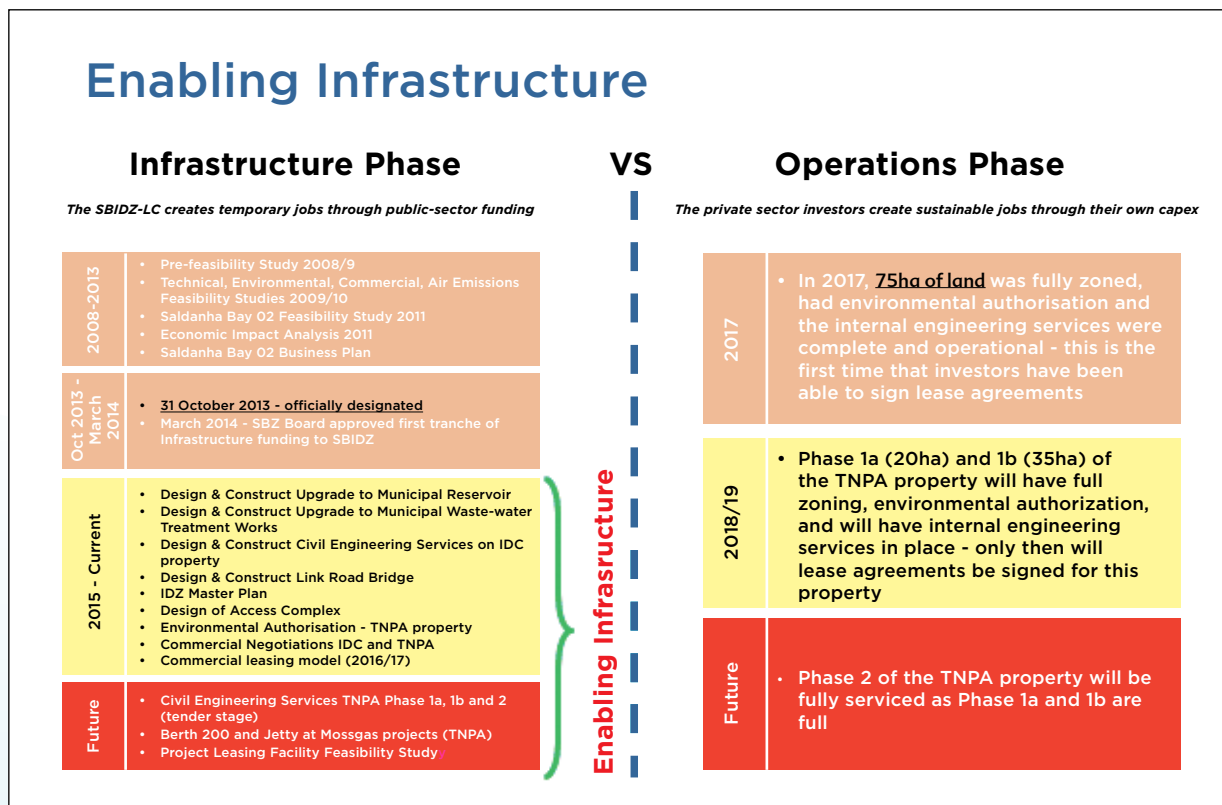 Enabling Infrastructure
Infrastructure Phase
VS
Operations Phase
The SBIDZ-LC creates temporary jobs through public-sector funding
The private sector investors create sustainable jobs through their own capex
2008-2013
• Pre-feasibility Study 2008/9
• Technical, Environmental, Commercial, Air Emissions
Feasibility Studies 2009/10
• Saldanha Bay 02 Feasibility Study 2011
• Economic Impact Analysis 2011
• Saldanha Bay 02 Business Plan
Oct 2013 -
March
2014
• 31 October 2013 - officially designated
• March 2014 - SBZ Board approved first tranche of
Infrastructure funding to SBIDZ
2015 - Current
• Design & Construct Upgrade to Municipal Reservoir
• Design & Construct Upgrade to Municipal Waste-water
Treatment Works
• Design & Construct Civil Engineering Services on IDC
property
• Design & Construct Link Road Bridge
• IDZ Master Plan
• Design of Access Complex
• Environmental Authorisation - TNPA property
• Commercial Negotiations IDC and TNPA
• Commercial leasing model (2016/17)
Future
• Civil Engineering Services TNPA Phase 1a, 1b and 2
(tender stage)
• Berth 200 and Jetty at Mossgas projects (TNPA)
• Project Leasing Facility Feasibility Study
Enabling Infrasructure
2017
• In 2017, 75ha of land was fully zoned,
had environmental authorisation and
the internal engineering services were
complete and operational - this is the
first time that investors have been
able to sign lease agreements
2018/19
• Phase 1a (20ha) and 1b (35ha) of
the TNPA property will have full
zoning, environmental authorization,
and will have internal engineering
services in place - only then will
lease agreements be signed for this
property
Future
• Phase 2 of the TNPA property will be
fully serviced as Phase 1a and 1b are
full